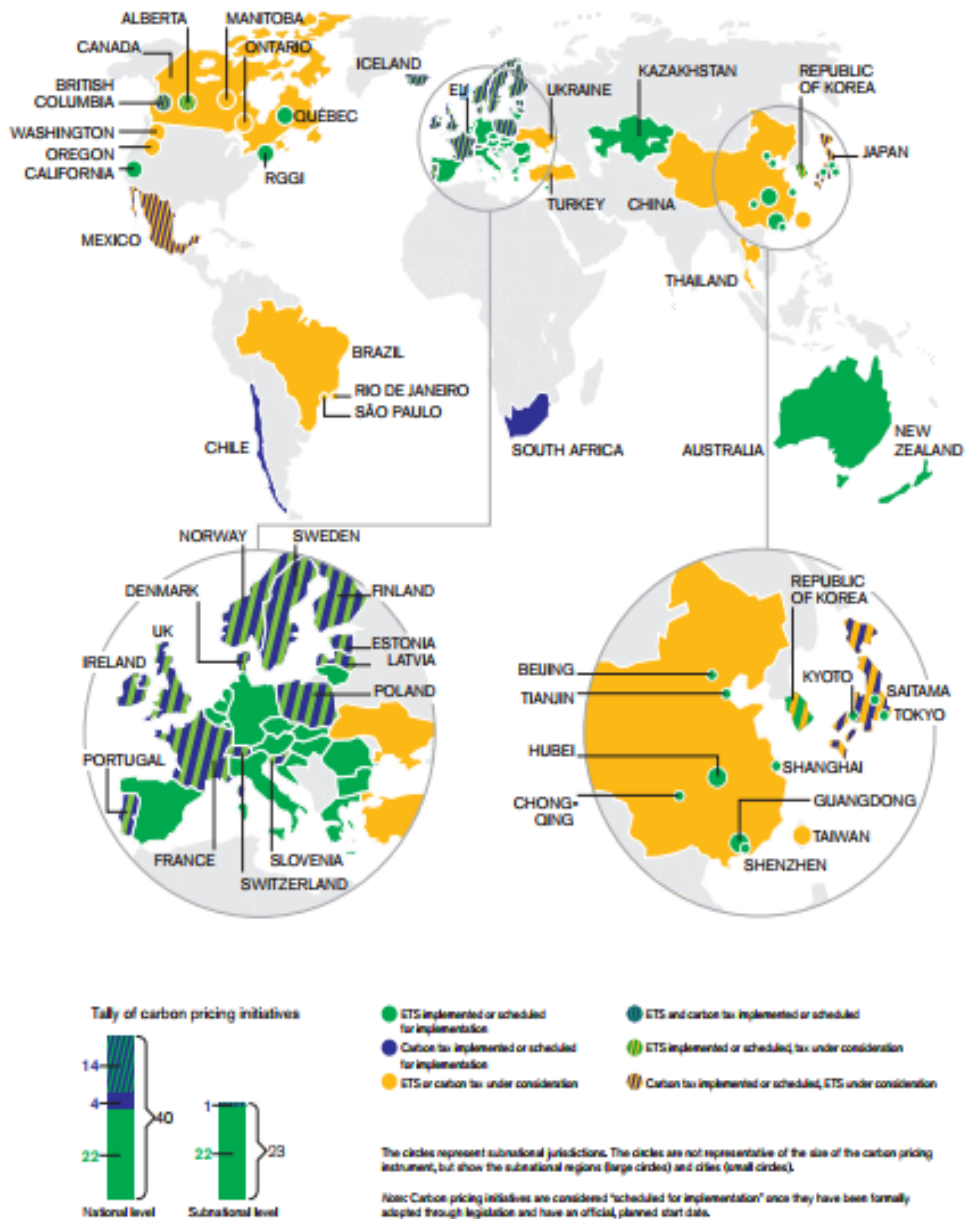 ALBERTA
MANITOBA
CANADA
ONTARIO
BRITISH
COLUMBIA
QUÉBEC
WASHINGTON
OREGON
CALIFORNIA
RGGI
MEXICO
ICELAND
EU
UKRAINE
KAZAKHSTAN
REPUBLIC
OF KOREA
JAPAN
TURKEY
CHINA
THAILAND
BRAZIL
RIO DE JANEIRO
SÃO PAULO
CHILE
SOUTH AFRICA
AUSTRALIA
NEW
ZEALAND
NORWAY
SWEDEN
DENMARK
FINLAND
UK
ESTONIA
IRELAND
LATVIA
POLAND
PORTUGAL
FRANCE
SLOVENIA
SWITZERLAND
REPUBLIC
OF KOREA
BEIJING
KYOTO
TIANJIN
SAITAMA
TOKYO
HUBEI
SHANGHAI
CHONG-
QING
GUANGDONG
TAIWAN
SHENZHEN
Tally of carbon pricing initiatives
14
4
40
22
National level
1
22
23
Subnational level
ETS implemented or scheduled
for implementation
Carbon tax implemented or scheduled
for implementation
ETS or carbon tax under consideration
ETS and carbon tax implemented or scheduled
ETS implemented or scheduled, tax under consideration
Carbon tax implemented or scheduled, ETS under consideration
The circles represent subnational jurisdictions. The circles are not representative of the size of the carbon pricing
instrument, but show the subnational regions (large circles) and cities (small circles).
Note: Carbon pricing initiatives are considered "scheduled for implementation" once they have been formally
adopted through legislation and have an official, planned start date.